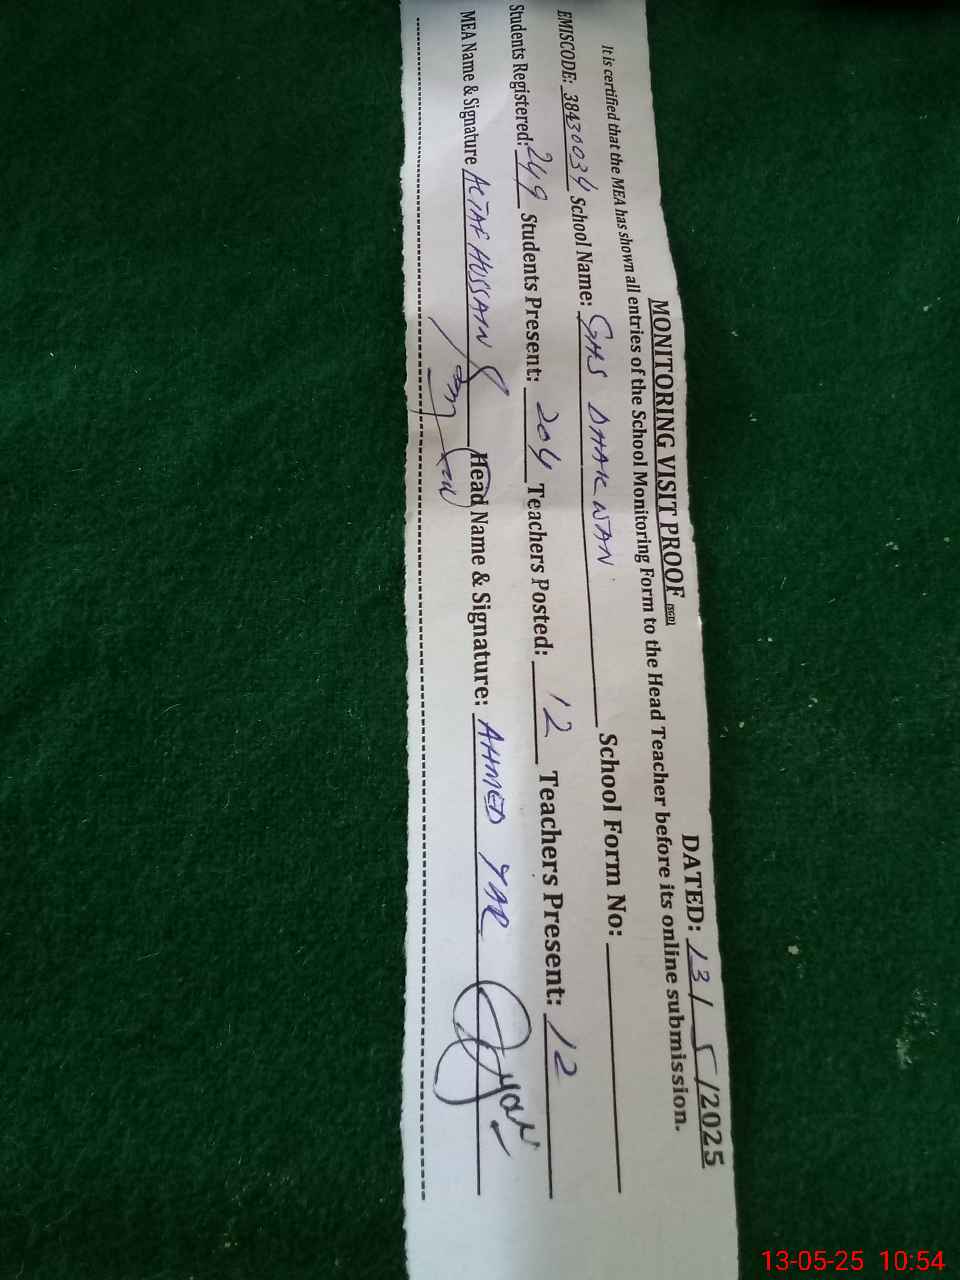 MONITORING VISIT PROOF (SGD) DATED: 13/5/2025
It is certified that the MEA has shown all entries of the School Monitoring Form to the Head Teacher before its online submission.
EMISCODE: 38430034 School Name: GHS DHAKWAN School Form No:
Students Registered: 249 Students Present: 204 Teachers Posted: 12 Teachers Present: 12
MEA Name & Signature ALTAF HUSSAIN Head Name & Signature: AHMED YAR
13-05-25 10:54